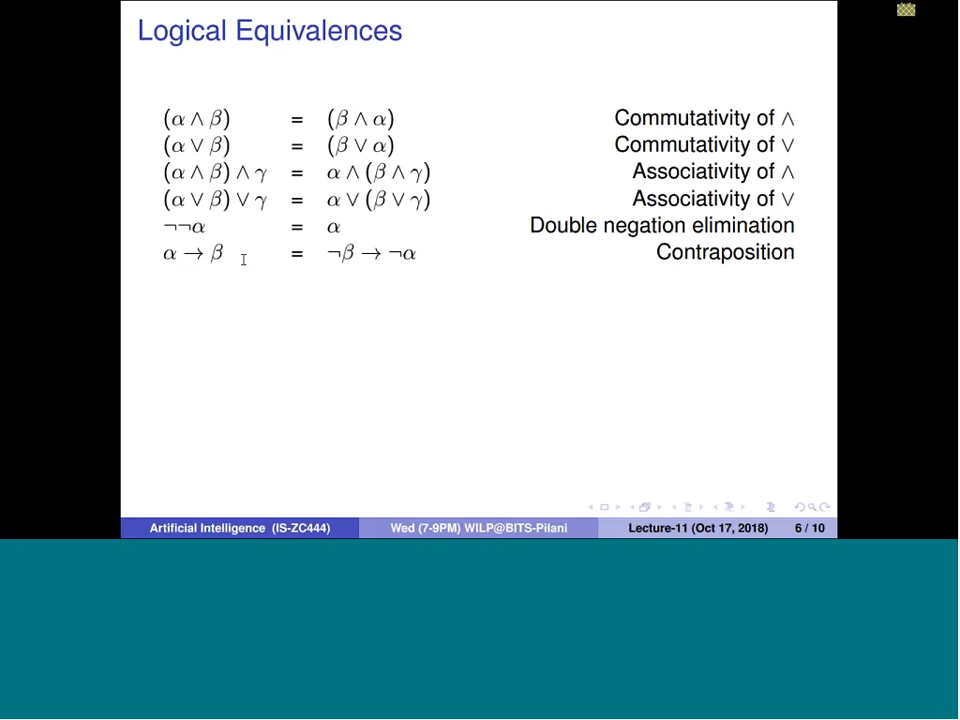 Logical Equivalences
(α ∧ β) = (β ∧ α) Commutativity of ∧
(α ∨ β) = (β ∨ α) Commutativity of ∨
(α ∧ β) ∧ γ = α ∧ (β ∧ γ) Associativity of ∧
(α ∨ β) ∨ γ = α ∨ (β ∨ γ) Associativity of ∨
¬¬α = α Double negation elimination
α → β = ¬β → ¬α Contraposition
Artificial Intelligence (IS-ZC444) Wed (7-9PM) WILP@BITS-Pilani Lecture-11 (Oct 17, 2018) 6 / 10